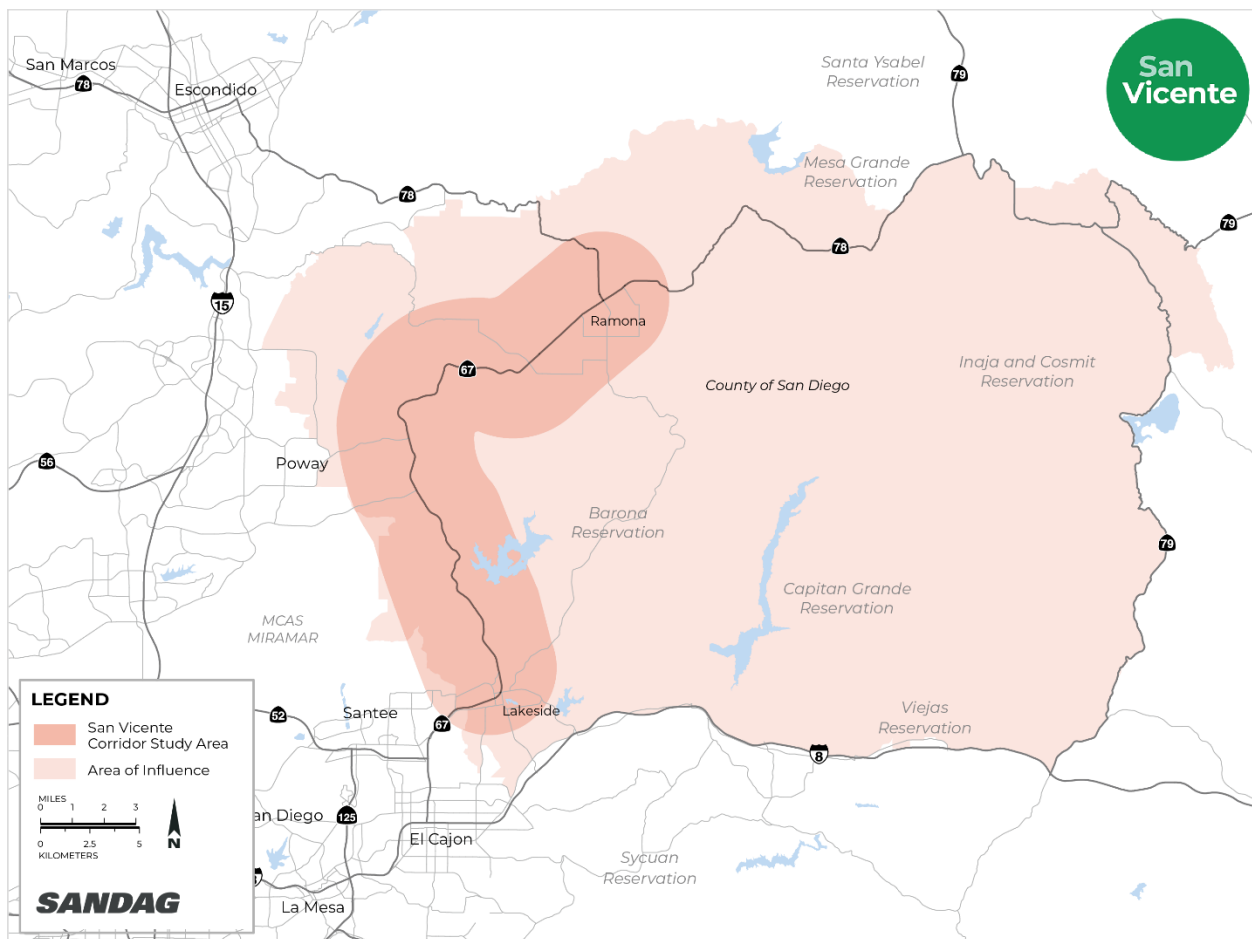 San Marcos
78
Escondido
Santa Ysabel
Reservation
79
San
Vicente
78
Mesa Grande
Reservation
79
78
15
Ramona
67
County of San Diego
Inaja and Cosmit
Reservation
56
Poway
Barona
Reservation
79
Capitan Grande
Reservation
MCAS
MIRAMAR
LEGEND
San Vicente
Corridor Study Area
Area of Influence
MILES
0 1 2 3
0 2.5 5
KILOMETERS
N
SANDAG
52
Santee
67
Lakeside
Viejas
Reservation
8
an Diego
125
El Cajon
Sycuan
Reservation
La Mesa